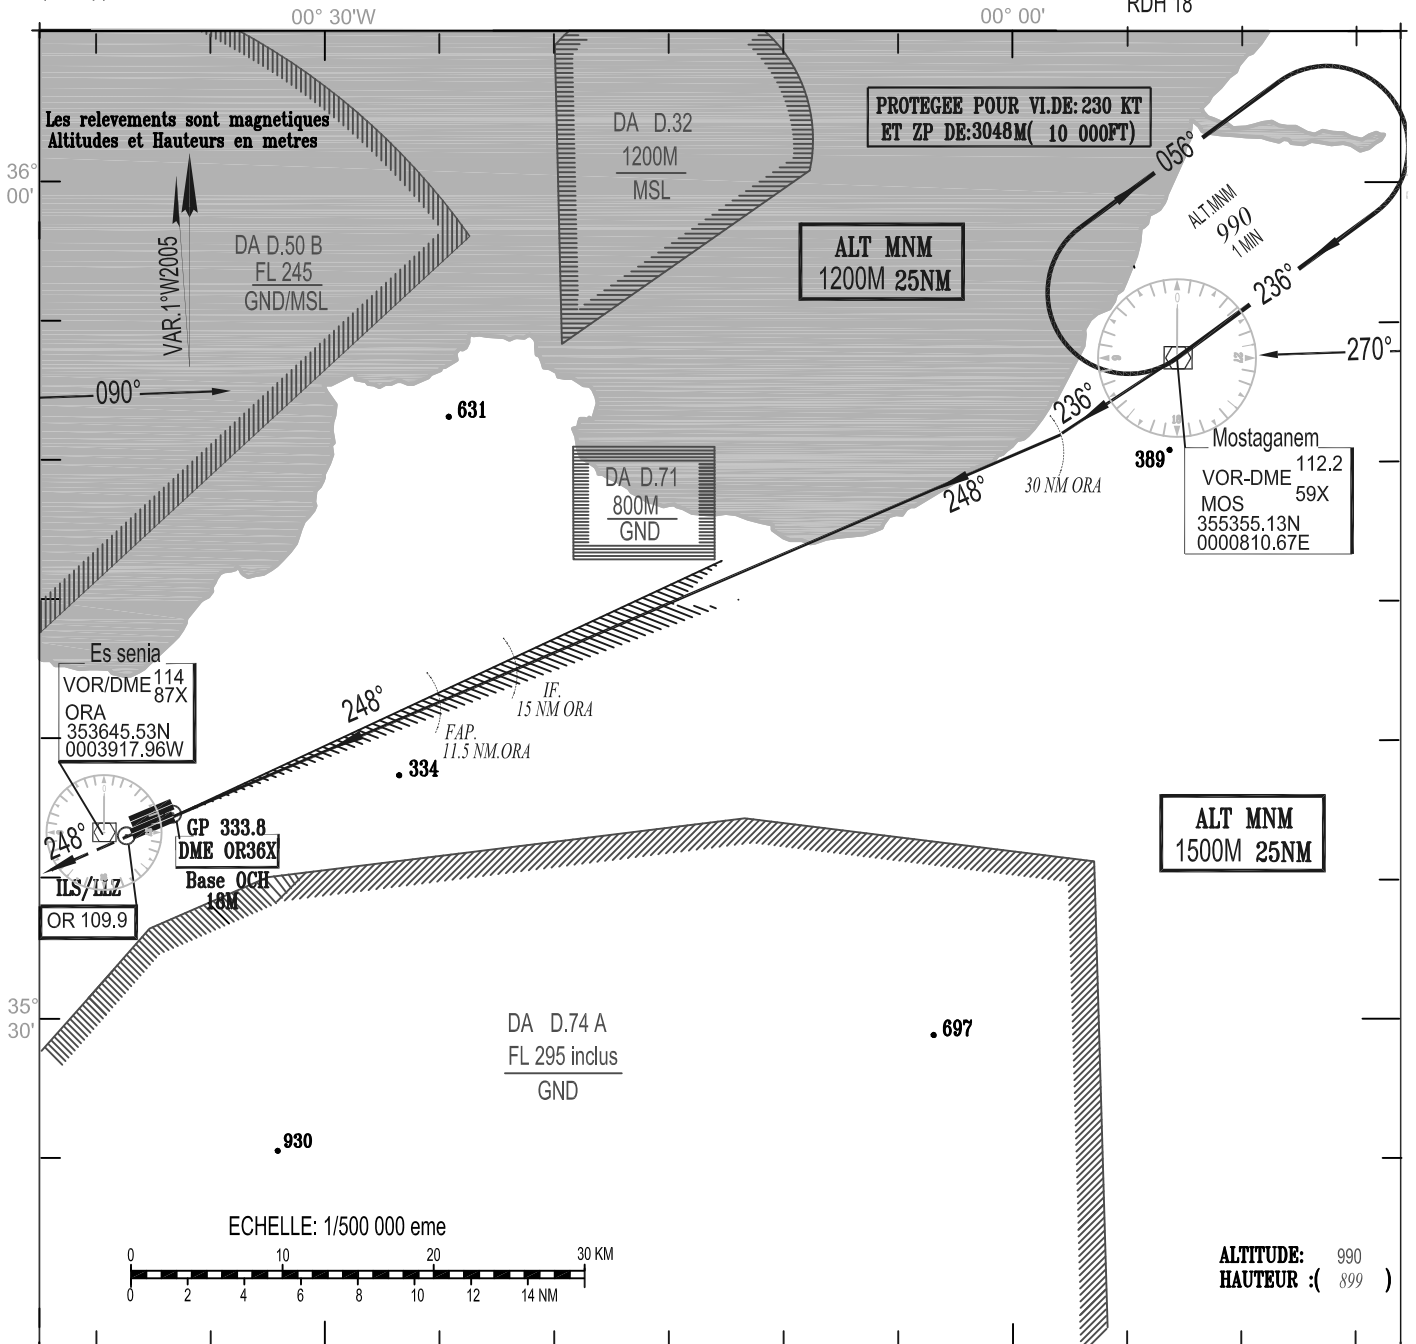 00° 30'W
00° 00'
RDH 18
Les relevements sont magnetiques
Altitudes et Hauteurs en metres
36°
00'
VAR.1°W2005
DA D.50 B
FL 245
GND/MSL
DA D.32
1200M
MSL
PROTEGEE POUR VI.DE:230 KT
ET ZP DE:3048M( 10 000FT)
056°
ALT.MNM
990
1 MIN
236°
ALT MNM
1200M 25NM
270°
090°
631
236°
389
Mostaganem
VOR-DME 112.2
59X
MOS
355355.13N
0000810.67E
30 NM ORA
248°
DA D.71
800M
GND
Es senia
VOR/DME 114
87X
ORA
353645.53N
0003917.96W
248°
IF.
15 NM ORA
FAP.
11.5 NM.ORA
334
GP 333.8
DME OR36X
Base OCH
18M
248°
ILS/LLZ
OR 109.9
ALT MNM
1500M 25NM
35°
30'
DA D.74 A
FL 295 inclus
GND
697
930
ECHELLE: 1/500 000 eme
0 10 20 30 KM
0 2 4 6 8 10 12 14 NM
ALTITUDE: 990
HAUTEUR :( 899 )